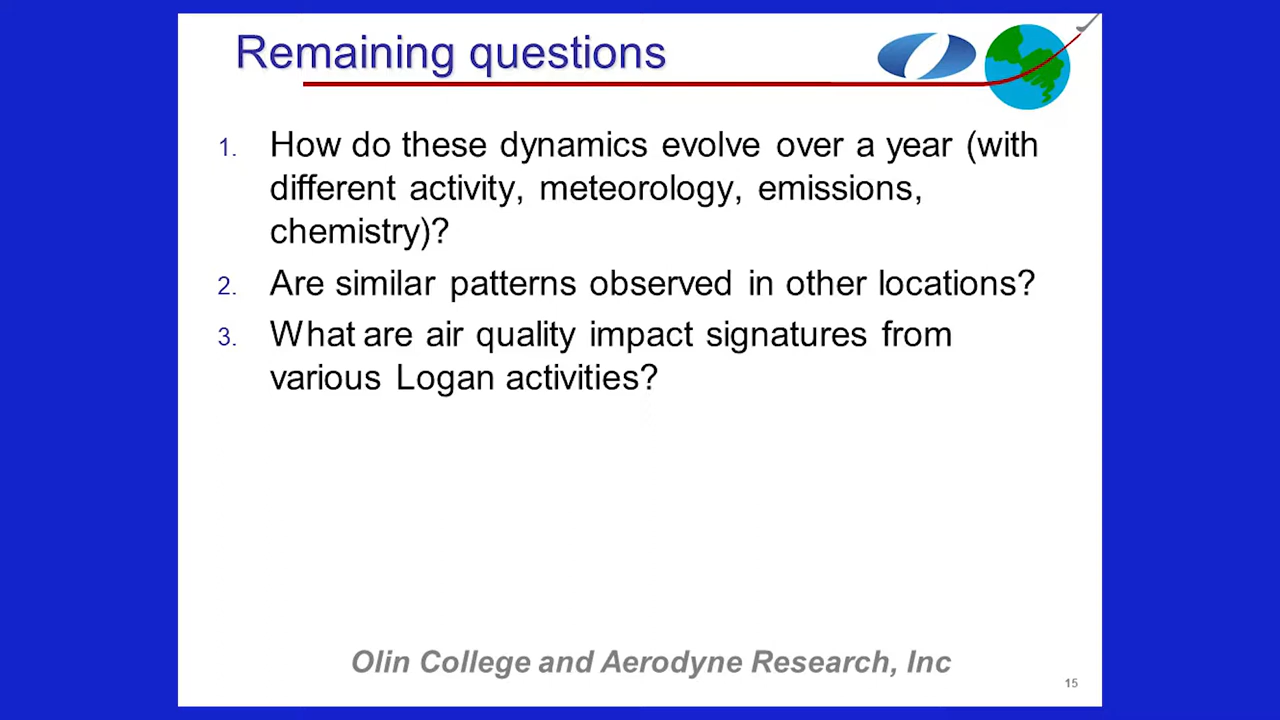 Remaining questions
1. How do these dynamics evolve over a year (with
different activity, meteorology, emissions,
chemistry)?
2. Are similar patterns observed in other locations?
3. What are air quality impact signatures from
various Logan activities?
Olin College and Aerodyne Research, Inc
15